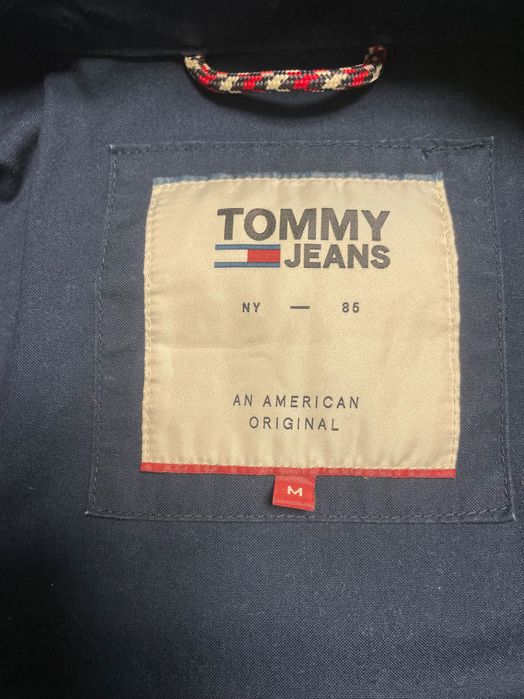 TOMMY
JEANS
NY — 85
AN AMERICAN
ORIGINAL
M